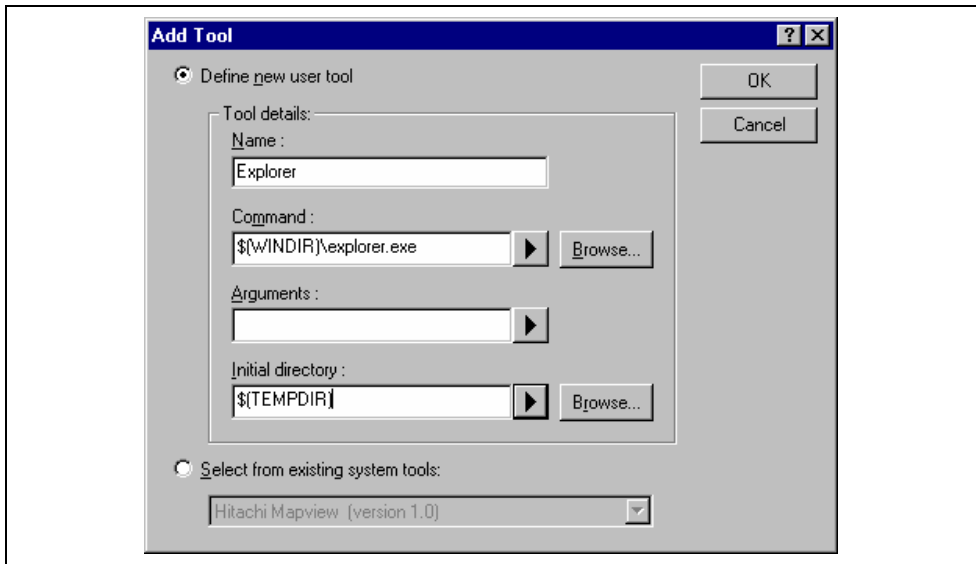 Add Tool
Define new user tool
OK
Tool details:
Cancel
Name :
Explorer
Command :
$(WINDIR)\explorer.exe
Browse...
Arguments :
Initial directory :
$(TEMPDIR)
Browse...
Select from existing system tools:
Hitachi Mapview (version 1.0)